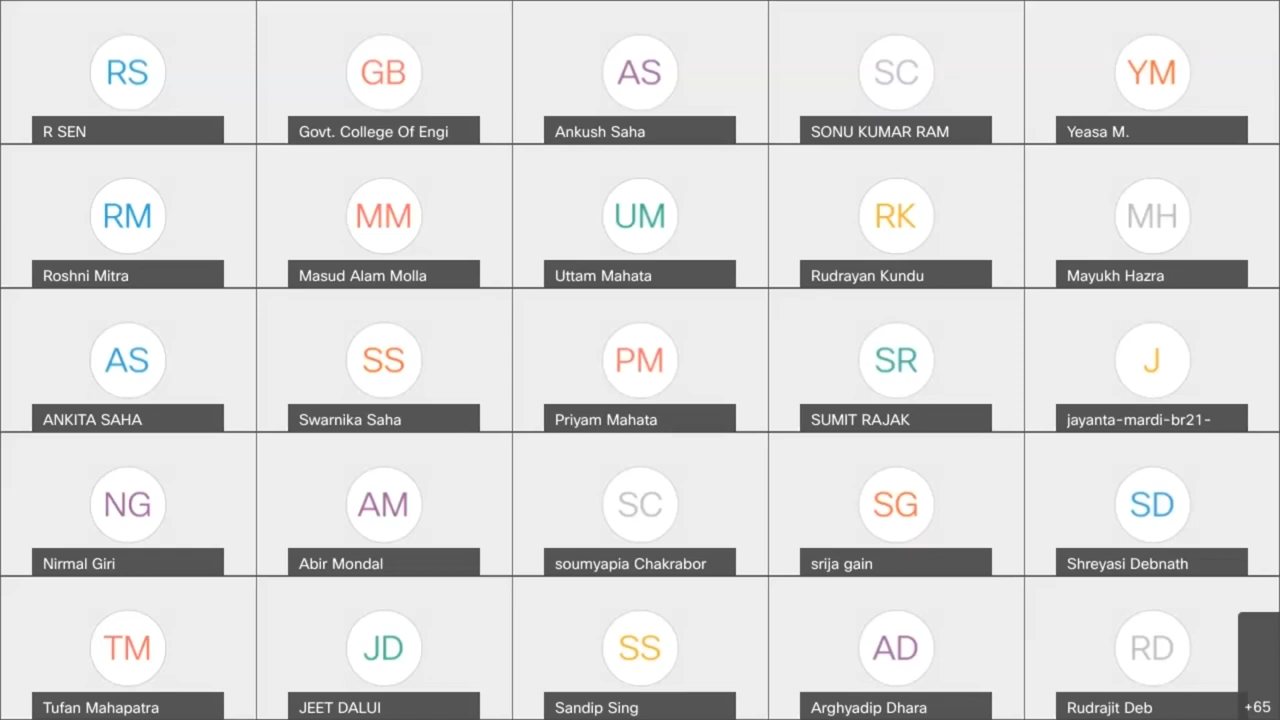 RS
R SEN
GB
Govt. College Of Engi
AS
Ankush Saha
SC
SONU KUMAR RAM
YM
Yeasa M.
RM
Roshni Mitra
MM
Masud Alam Molla
UM
Uttam Mahata
RK
Rudrayan Kundu
MH
Mayukh Hazra
AS
ANKITA SAHA
SS
Swarnika Saha
PM
Priyam Mahata
SR
SUMIT RAJAK
J
jayanta-mardi-br21-
NG
Nirmal Giri
AM
Abir Mondal
SC
soumyapia Chakrabor
SG
srija gain
SD
Shreyasi Debnath
TM
Tufan Mahapatra
JD
JEET DALUI
SS
Sandip Sing
AD
Arghyadip Dhara
RD
Rudrajit Deb
+65